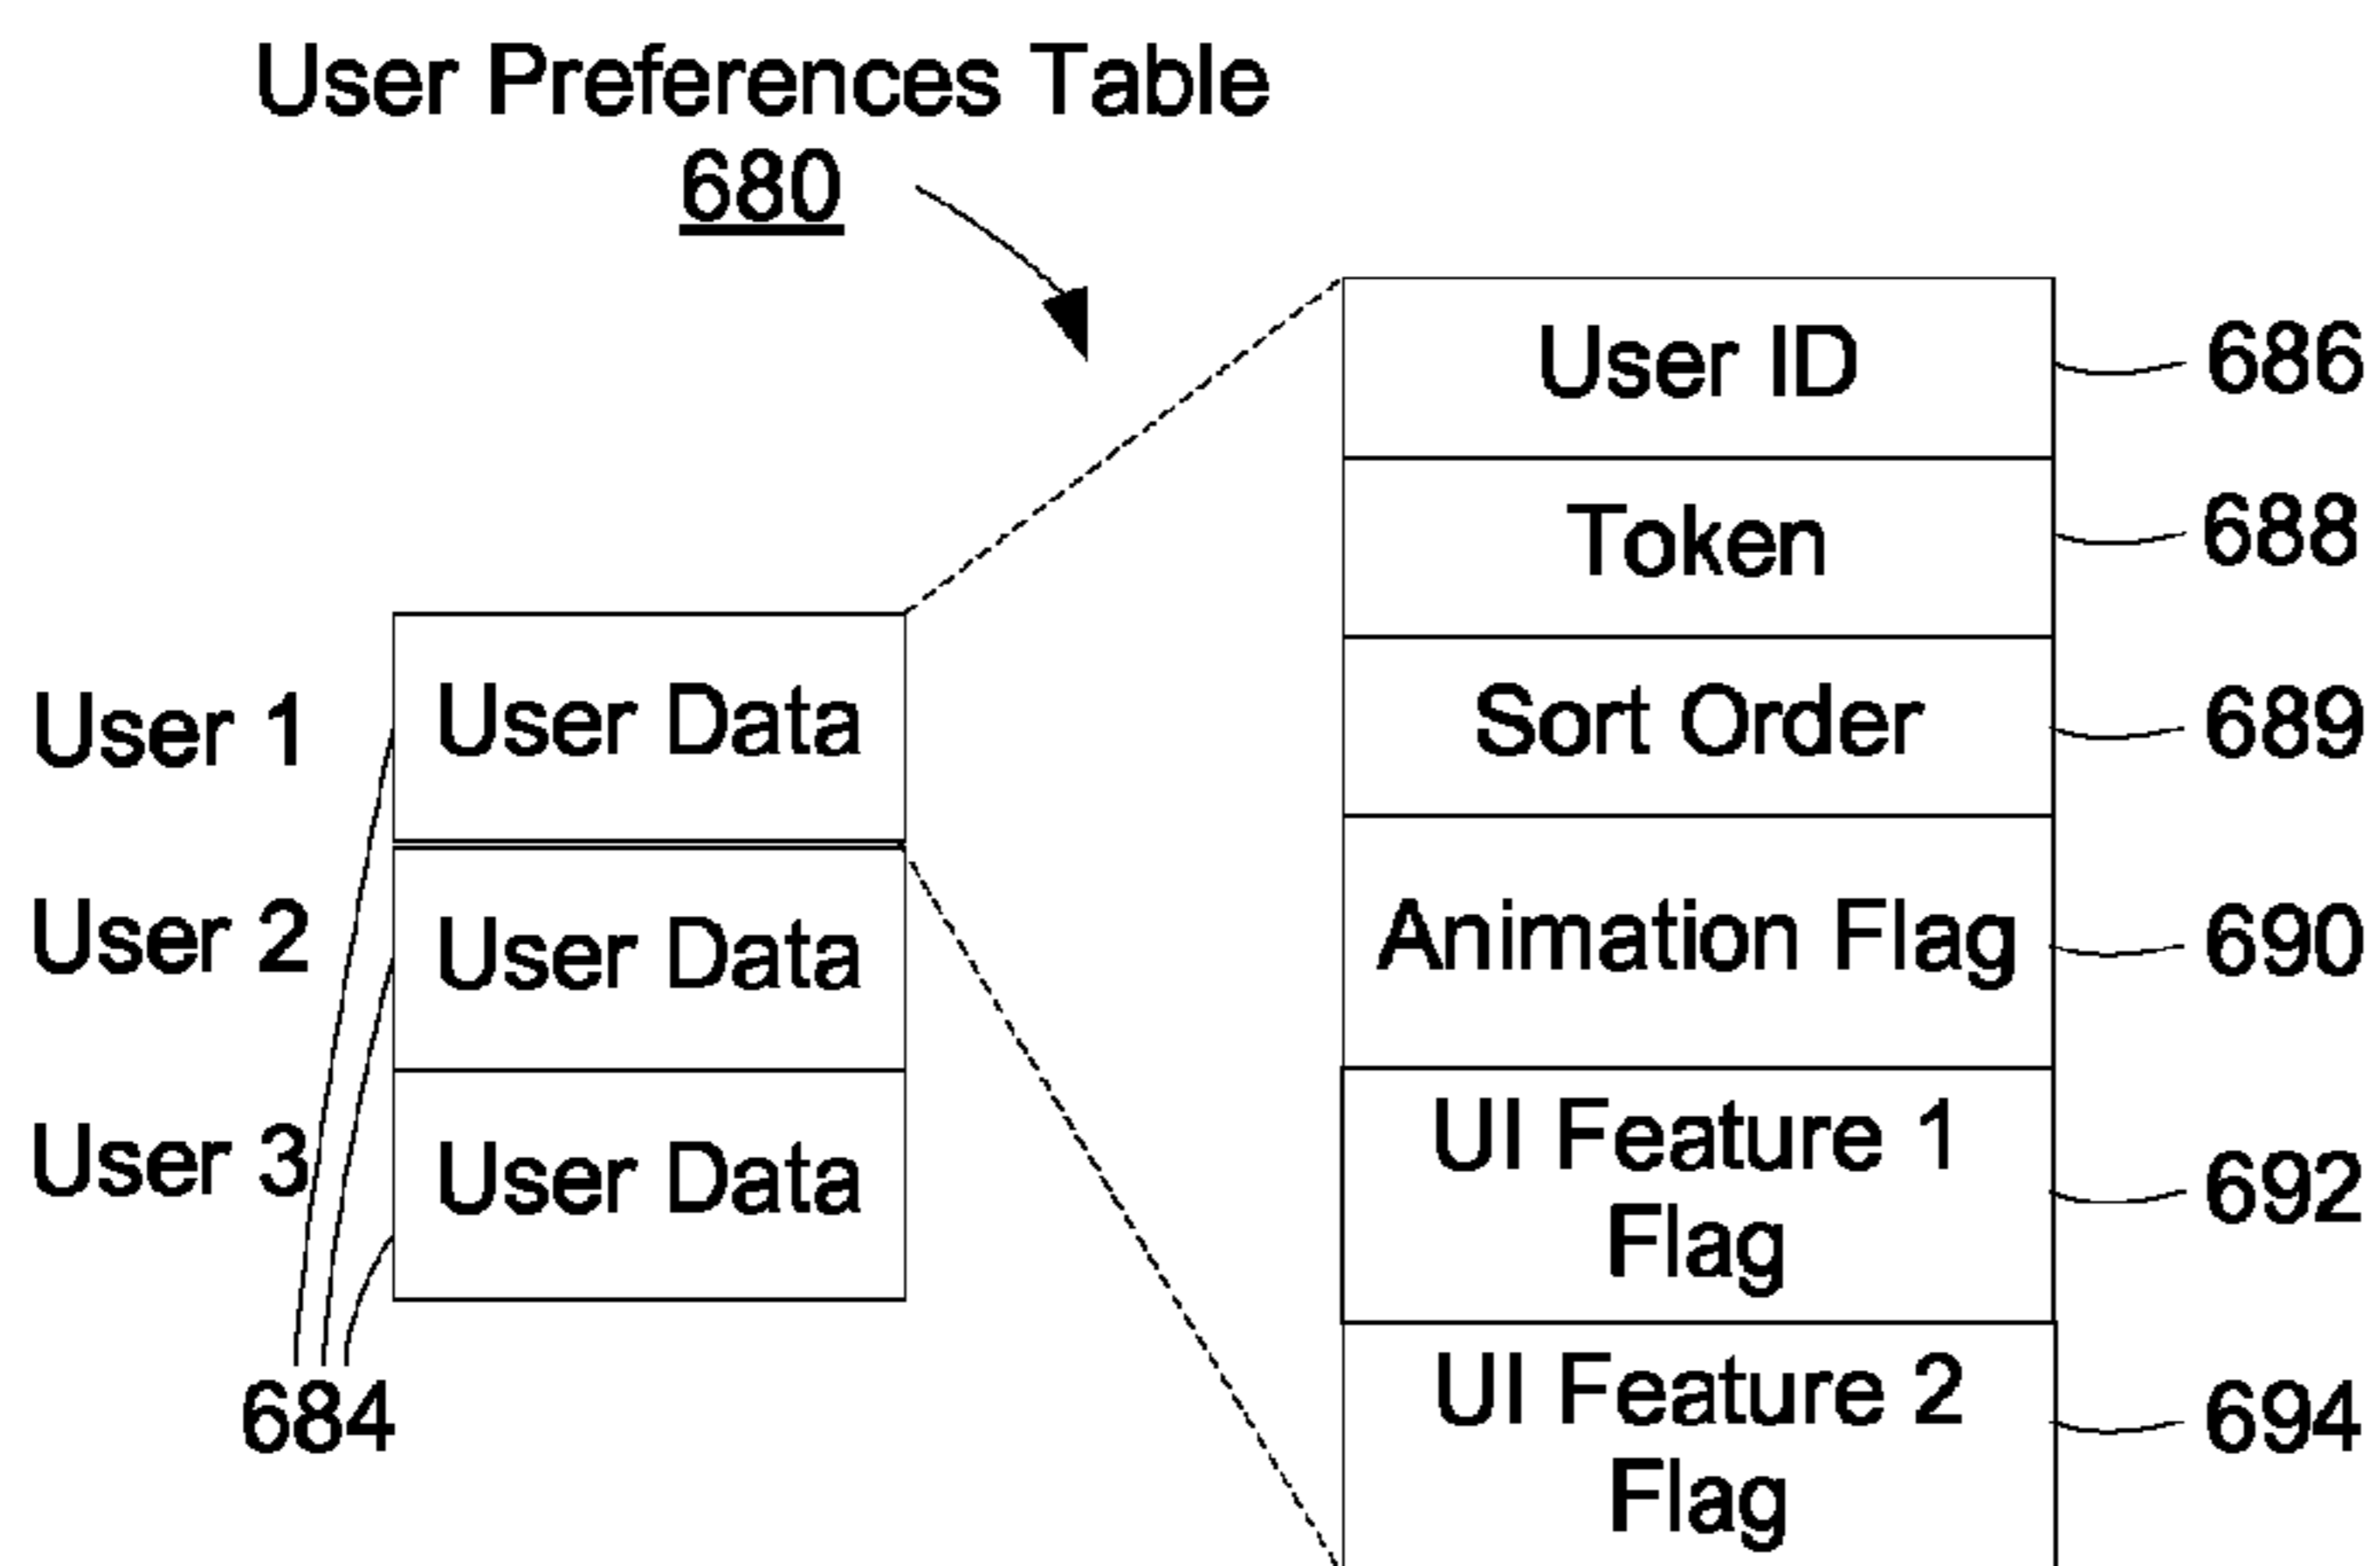 User Preferences Table
680
User ID 686
Token 688
Sort Order 689
Animation Flag 690
UI Feature 1
Flag
692
UI Feature 2
Flag
694
User 1 User Data
User 2 User Data
User 3 User Data
684